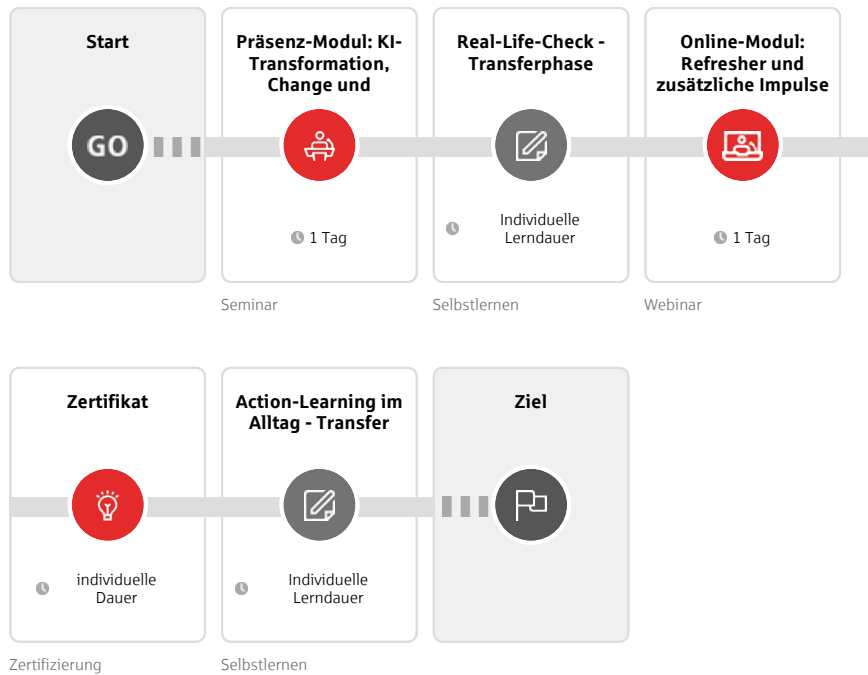 Start
GO
Präsenz-Modul: KI-
Transformation,
Change und
1 Tag
Seminar
Real-Life-Check -
Transferphase
Individuelle
Lerndauer
Selbstlernen
Online-Modul:
Refresher und
zusätzliche Impulse
1 Tag
Webinar
Zertifikat
individuelle
Dauer
Zertifizierung
Action-Learning im
Alltag - Transfer
Individuelle
Lerndauer
Selbstlernen
Ziel